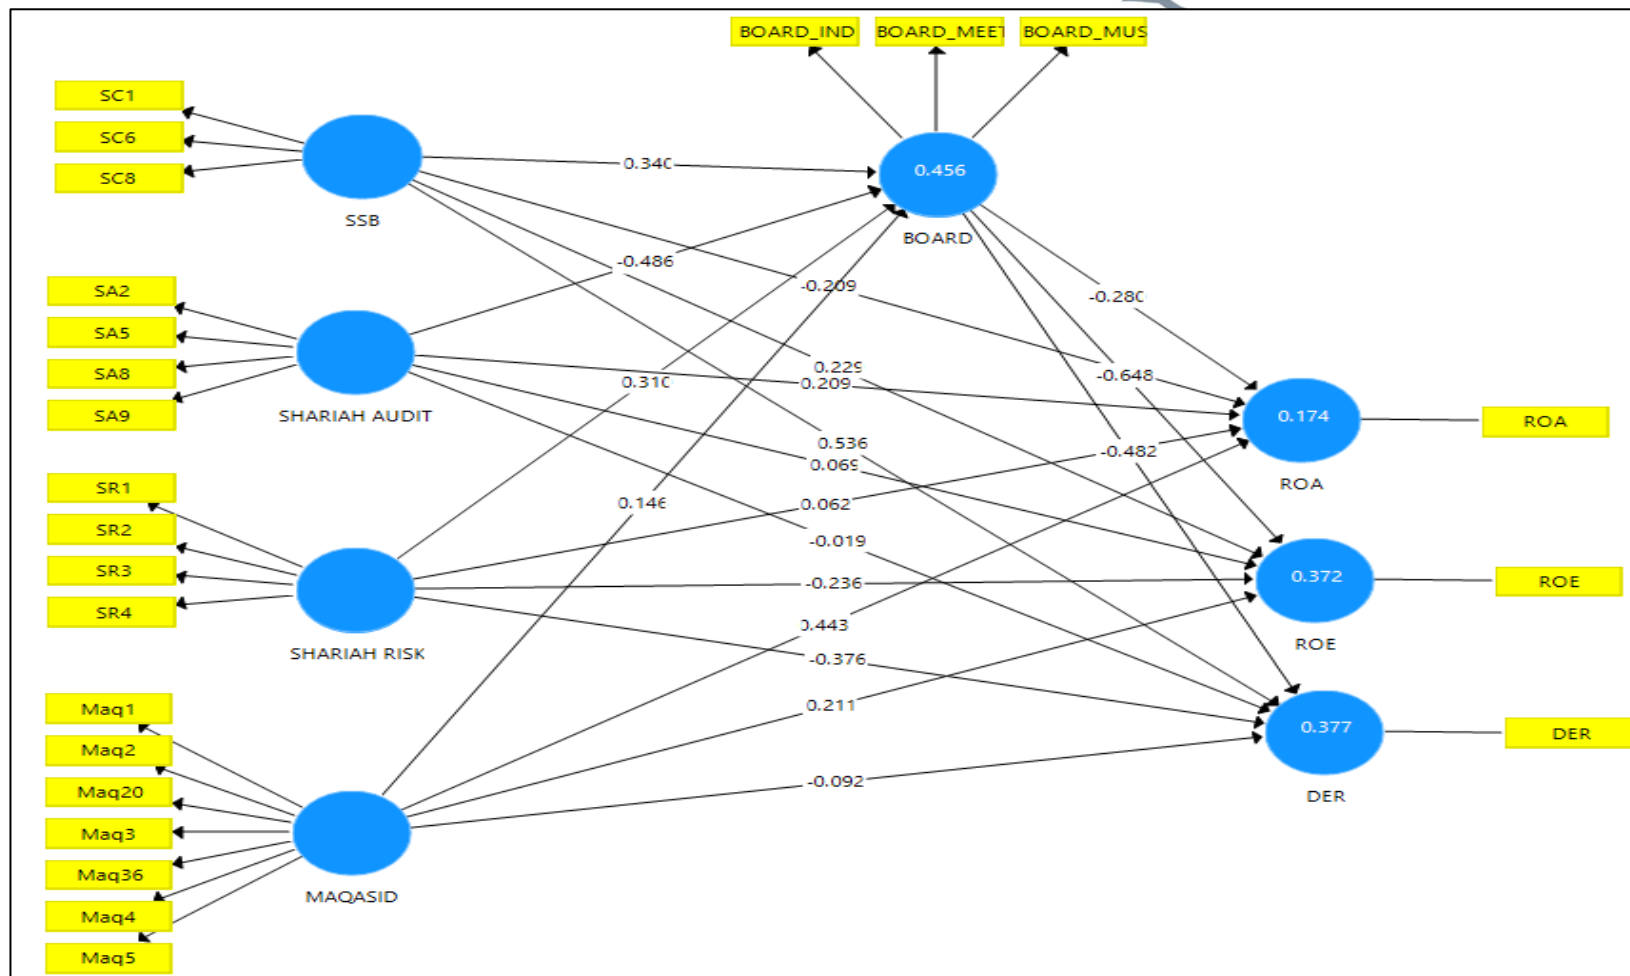 BOARD_IND
BOARD_MEET
BOARD_MUS
SC1
SC6
SC8
SSB
0.340
0.456
BOARD
SA2
SA5
SA8
SA9
SHARIAH AUDIT
-0.486
-0.209
-0.280
0.310
0.229
0.209
-0.648
0.174
ROA
ROA
SR1
SR2
SR3
SR4
SHARIAH RISK
0.536
0.069
-0.482
0.146
0.062
-0.019
-0.236
0.372
ROE
ROE
0.443
-0.376
0.211
0.377
DER
DER
Maq1
Maq2
Maq20
Maq3
Maq36
Maq4
Maq5
MAQASID
-0.092